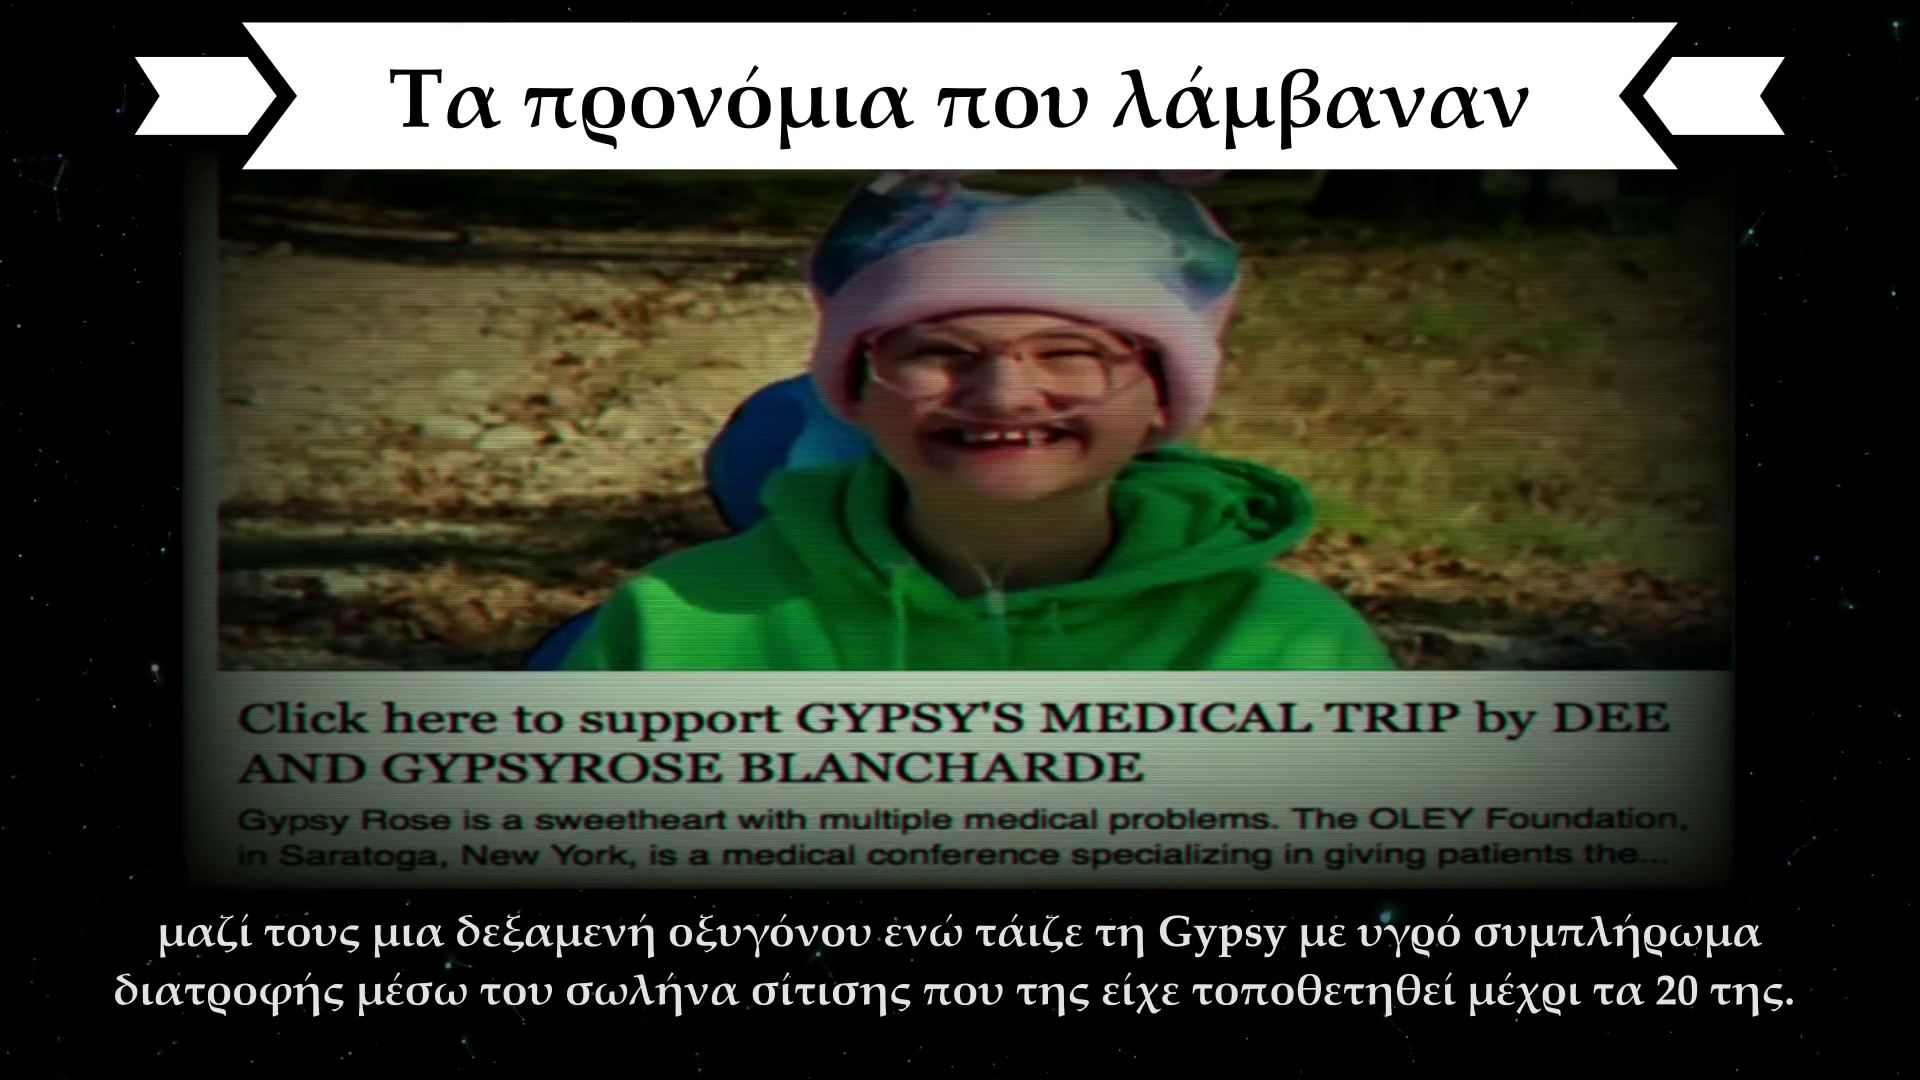 Τα προνόμια που λάμβαναν
Click here to support GYPSY'S MEDICAL TRIP by DEE
AND GYPSYROSE BLANCHARDE
Gypsy Rose is a sweetheart with multiple medical problems. The OLEY Foundation,
in Saratoga, New York, is a medical conference specializing in giving patients the...
μαζί τους μια δεξαμενή οξυγόνου ενώ τάιζε τη Gypsy με υγρό συμπλήρωμα
διατροφής μέσω του σωλήνα σίτισης που της είχε τοποθετηθεί μέχρι τα 20 της.